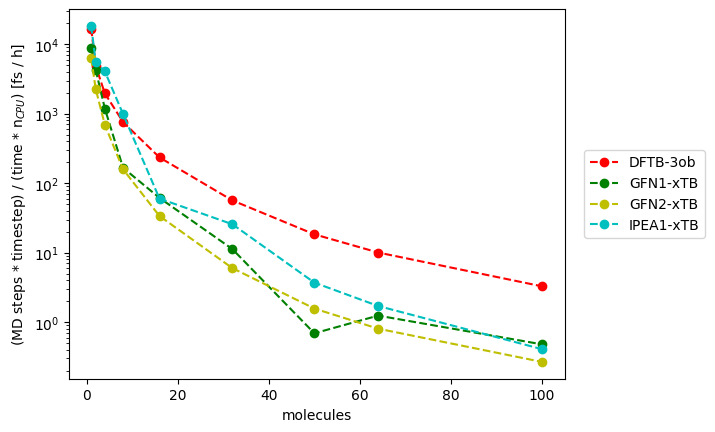 (MD steps * timestep) / (time * n_CPU) [fs / h]
10^4
10^3
10^2
10^1
10^0
0 20 40 60 80 100
molecules
DFTB-3ob
GFN1-xTB
GFN2-xTB
IPEA1-xTB